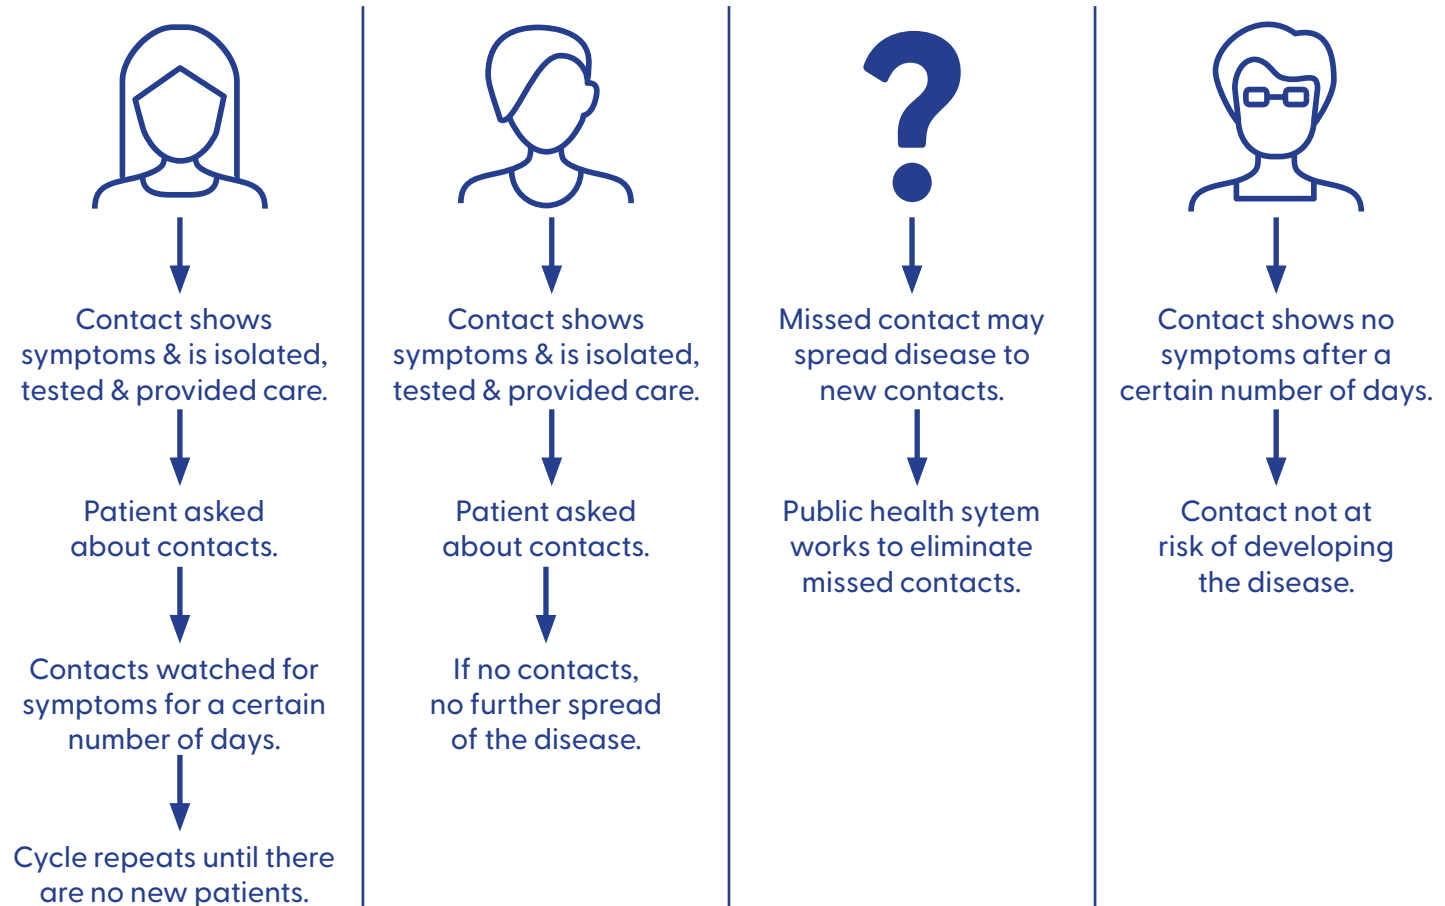 Contact shows
symptoms & is isolated,
tested & provided care.
Patient asked
about contacts.
Contacts watched for
symptoms for a certain
number of days.
Cycle repeats until there
are no new patients.
Contact shows
symptoms & is isolated,
tested & provided care.
Patient asked
about contacts.
If no contacts,
no further spread
of the disease.
?
Missed contact may
spread disease to
new contacts.
Public health sytem
works to eliminate
missed contacts.
Contact shows no
symptoms after a
certain number of days.
Contact not at
risk of developing
the disease.